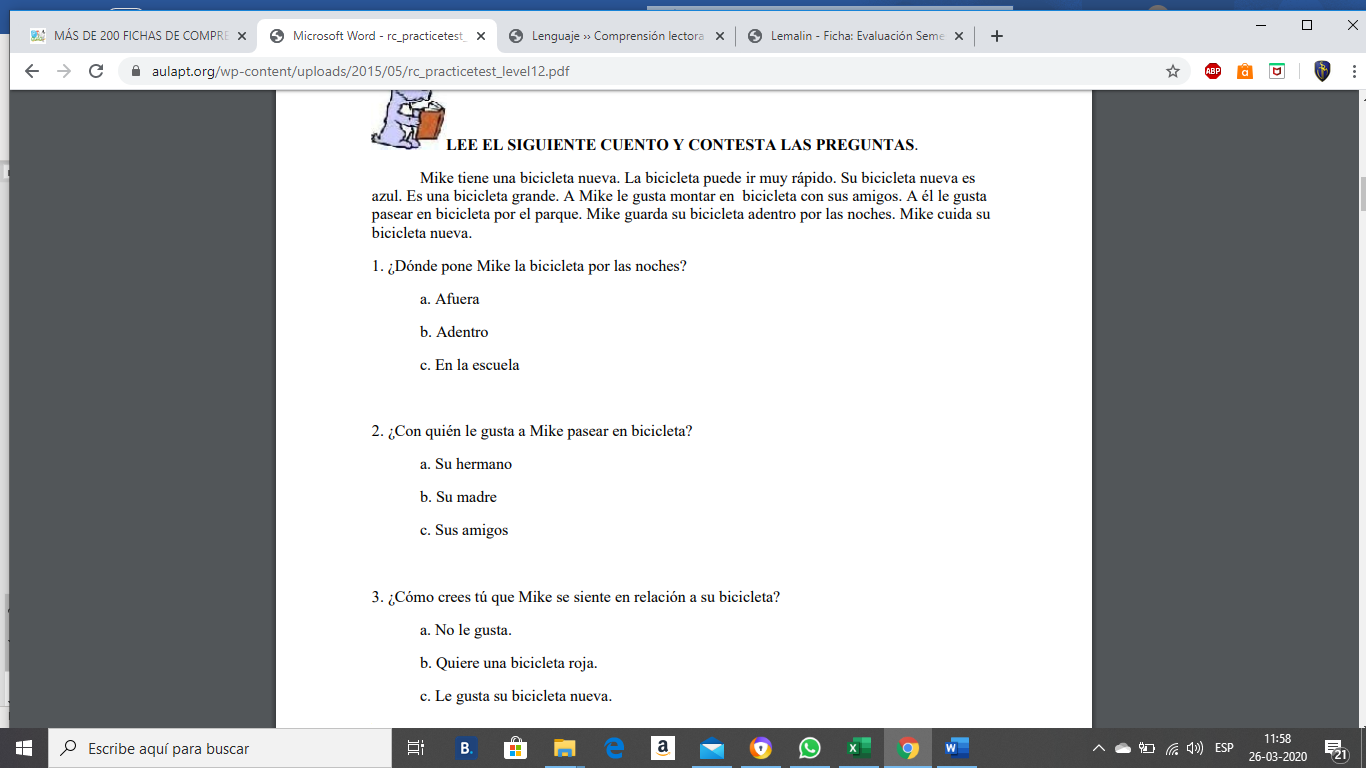 MÁS DE 200 FICHAS DE COMPRE
Microsoft Word - rc_practicetest_
Lenguaje ›› Comprensión lectora
Lemalin - Ficha: Evaluación Seme
aulapt.org/wp-content/uploads/2015/05/rc_practicetest_level12.pdf
ABP
a
LEE EL SIGUIENTE CUENTO Y CONTESTA LAS PREGUNTAS.
Mike tiene una bicicleta nueva. La bicicleta puede ir muy rápido. Su bicicleta nueva es
azul. Es una bicicleta grande. A Mike le gusta montar en bicicleta con sus amigos. A él le gusta
pasear en bicicleta por el parque. Mike guarda su bicicleta adentro por las noches. Mike cuida su
bicicleta nueva.
1. ¿Dónde pone Mike la bicicleta por las noches?
a. Afuera
b. Adentro
c. En la escuela
2. ¿Con quién le gusta a Mike pasear en bicicleta?
a. Su hermano
b. Su madre
c. Sus amigos
3. ¿Cómo crees tú que Mike se siente en relación a su bicicleta?
a. No le gusta.
b. Quiere una bicicleta roja.
c. Le gusta su bicicleta nueva.
Escribe aquí para buscar
B.
a
ESP
11:58
26-03-2020
21